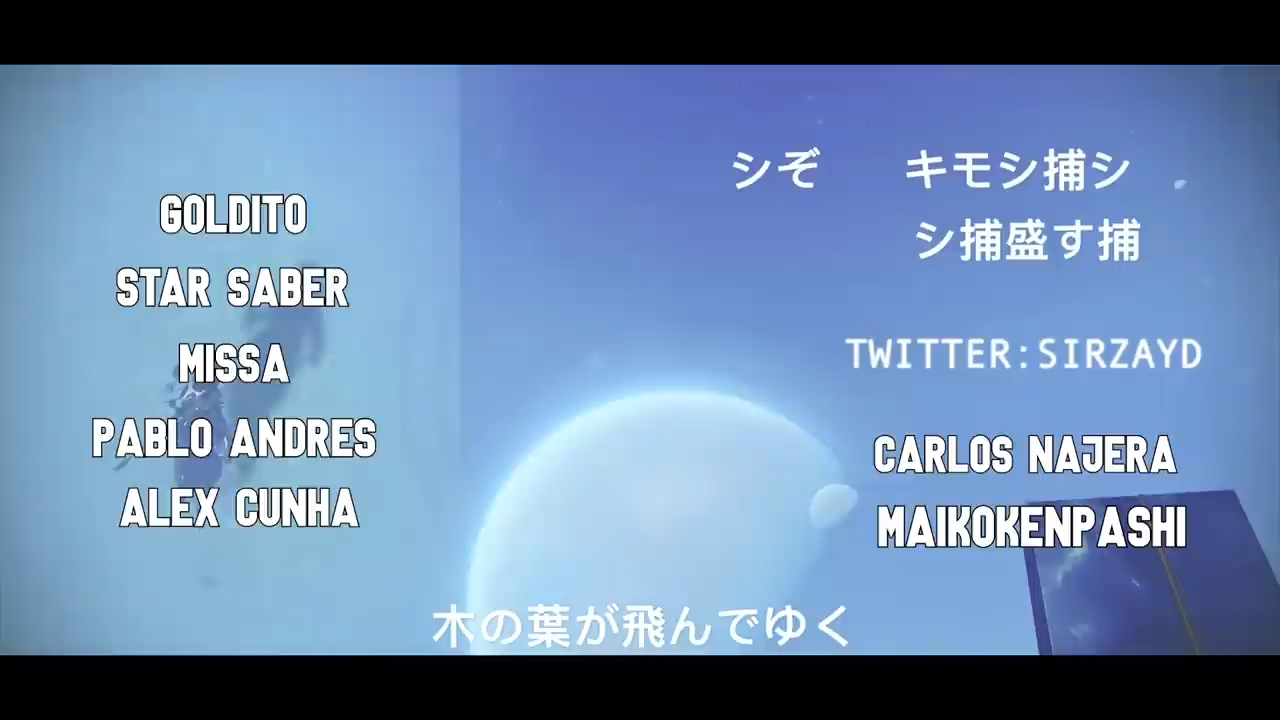 GOLDITO
STAR SABER
MISSA
PABLO ANDRES
ALEX CUNHA
シぞ キモシ捕シ
シ捕盛す捕
TWITTER:SIRZAYD
CARLOS NAJERA
MAIKOKENPASHI
木の葉が飛んでゆく